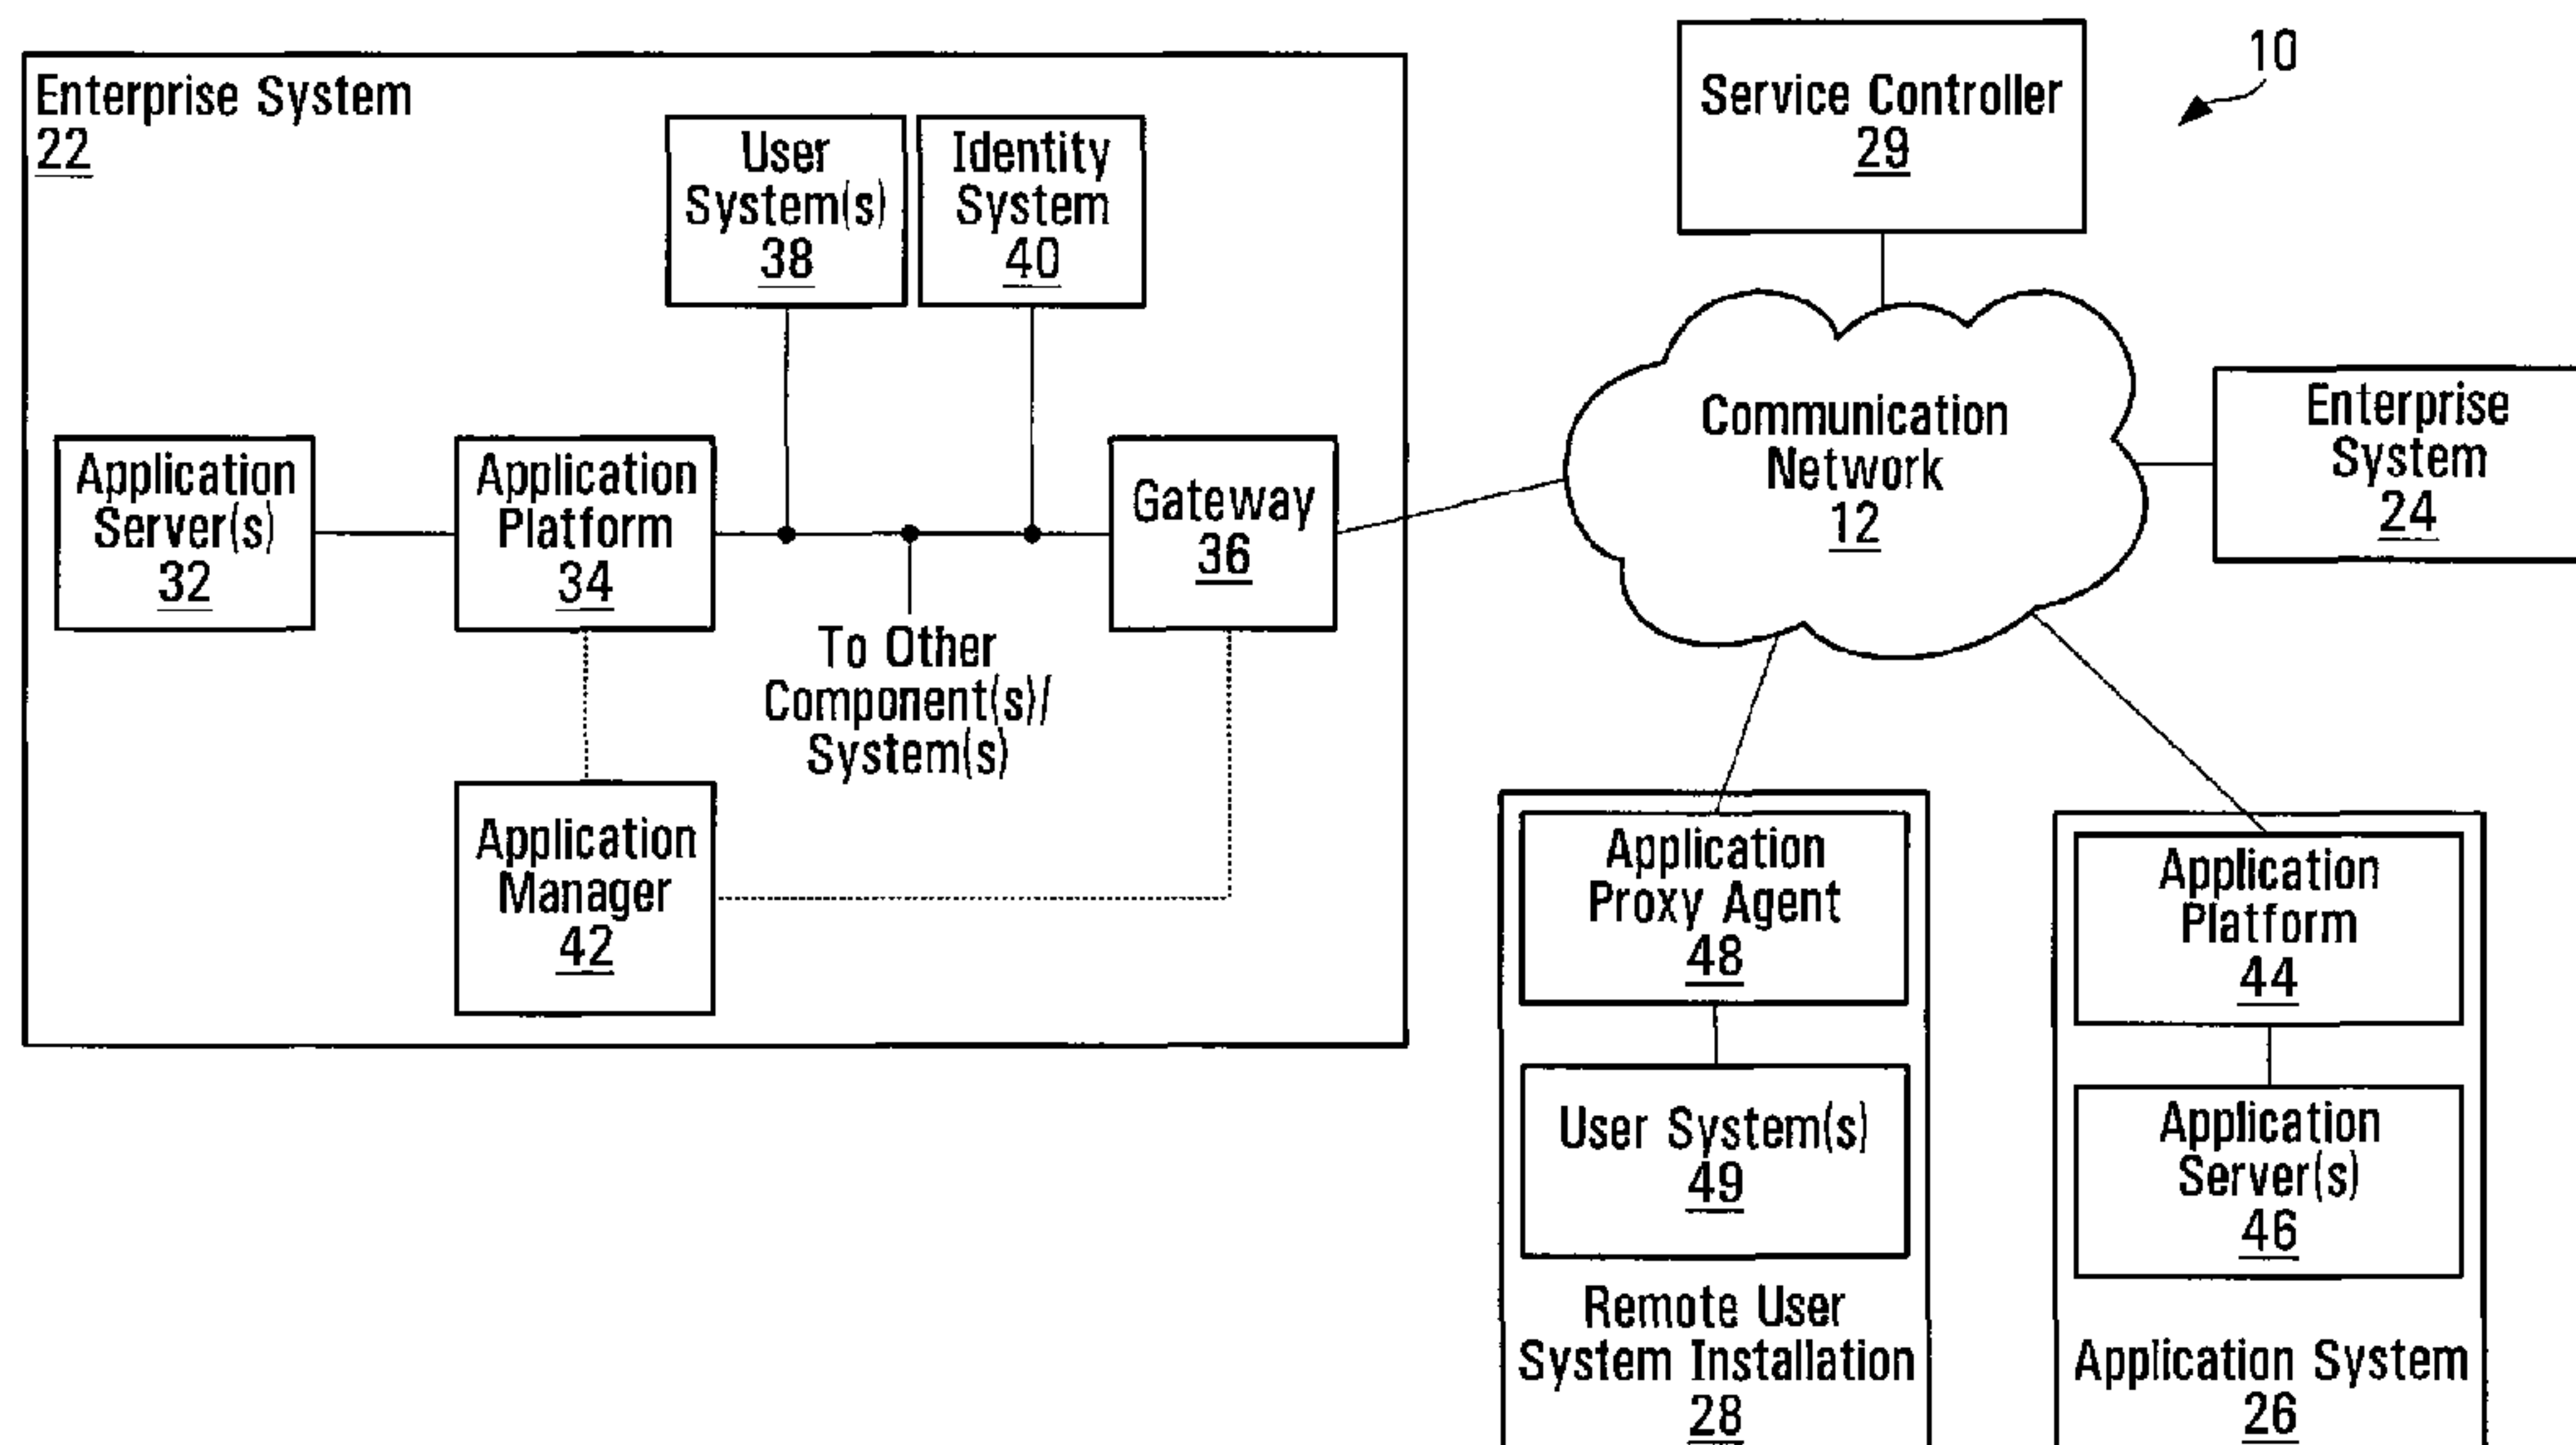 Enterprise System
22
User
System(s)
38
Identity
System
40
Application
Server(s)
32
Application
Platform
34
Gateway
36
To Other
Component(s)/
System(s)
Application
Manager
42
Service Controller
29
10
Communication
Network
12
Enterprise
System
24
Application
Proxy Agent
48
User System(s)
49
Remote User
System Installation
28
Application
Platform
44
Application
Server(s)
46
Application System
26